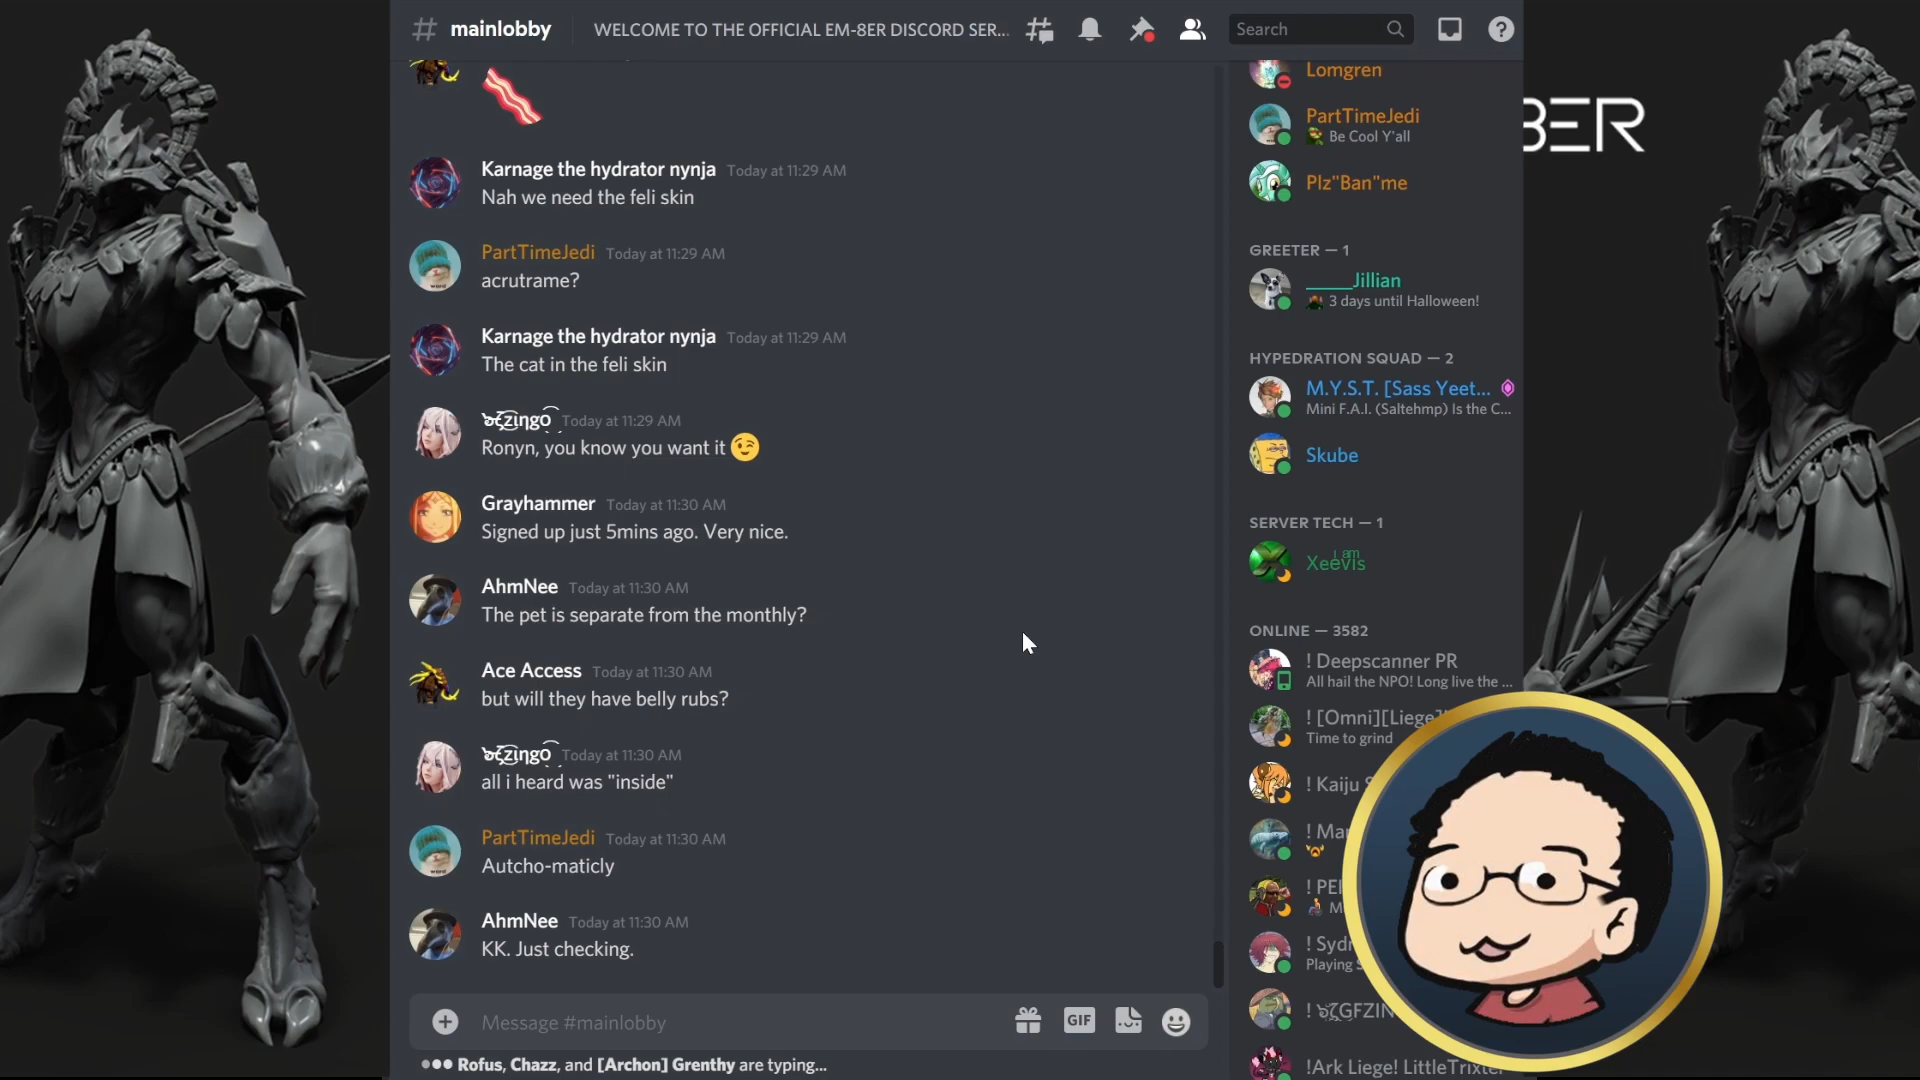 mainlobby
WELCOME TO THE OFFICIAL EM-8ER DISCORD SER...
Search
Karnage the hydrator nynja Today at 11:29 AM
Nah we need the feli skin
PartTimeJedi Today at 11:29 AM
acrutrame?
Karnage the hydrator nynja Today at 11:29 AM
The cat in the feli skin
Today at 11:29 AM
Ronyn, you know you want it 😉
Grayhammer Today at 11:30 AM
Signed up just 5mins ago. Very nice.
AhmNee Today at 11:30 AM
The pet is separate from the monthly?
Ace Access Today at 11:30 AM
but will they have belly rubs?
Today at 11:30 AM
all i heard was "inside"
PartTimeJedi Today at 11:30 AM
Autcho-maticly
AhmNee Today at 11:30 AM
KK. Just checking.
Message #mainlobby
GIF
Rofus, Chazz, and [Archon] Grenthy are typing...
Lomgren
PartTimeJedi
Be Cool Y'all
Plz"Ban"me
GREETER — 1
_____Jillian
3 days until Halloween!
HYPEDRATION SQUAD — 2
M.Y.S.T. [Sass Yeet...
Mini F.A.I. (Saltehmp) Is the C...
Skube
SERVER TECH — 1
ONLINE — 3582
! Deepscanner PR
All hail the NPO! Long live the ...
! [Omni][Liege]
Time to grind
! Kaiju
Playing
!Ark Liege! LittleTrixter
8ER